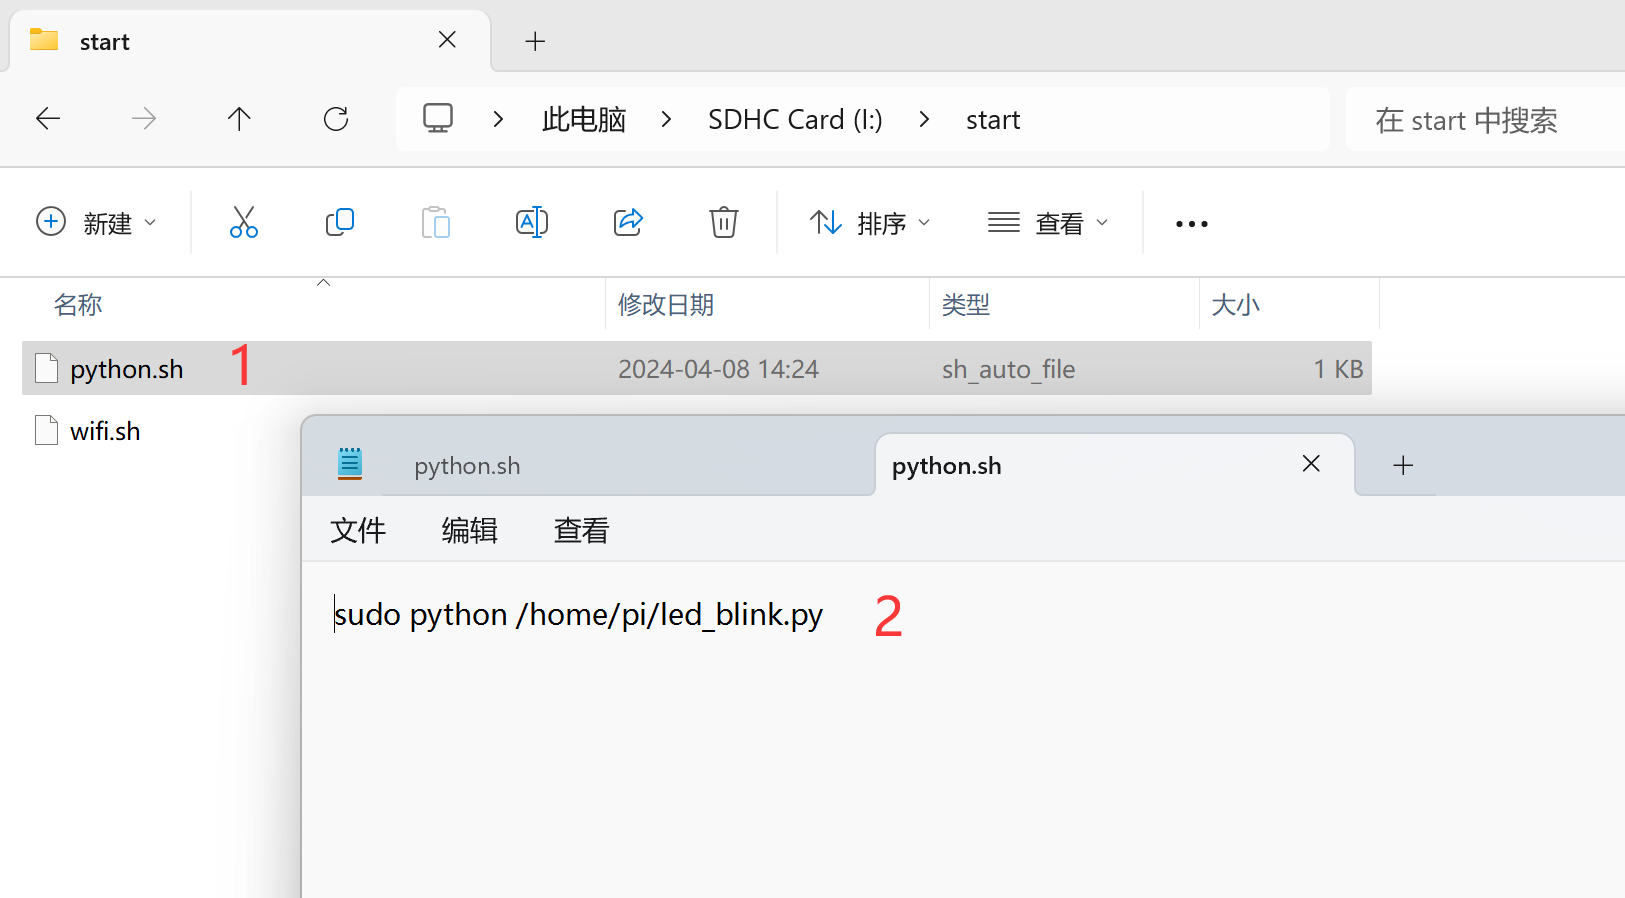 start
此电脑 SDHC Card (I:) start 在 start 中搜索
新建 排序 查看
名称 修改日期 类型 大小
python.sh 1 2024-04-08 14:24 sh_auto_file 1 KB
wifi.sh
python.sh python.sh
文件 编辑 查看
sudo python /home/pi/led_blink.py 2